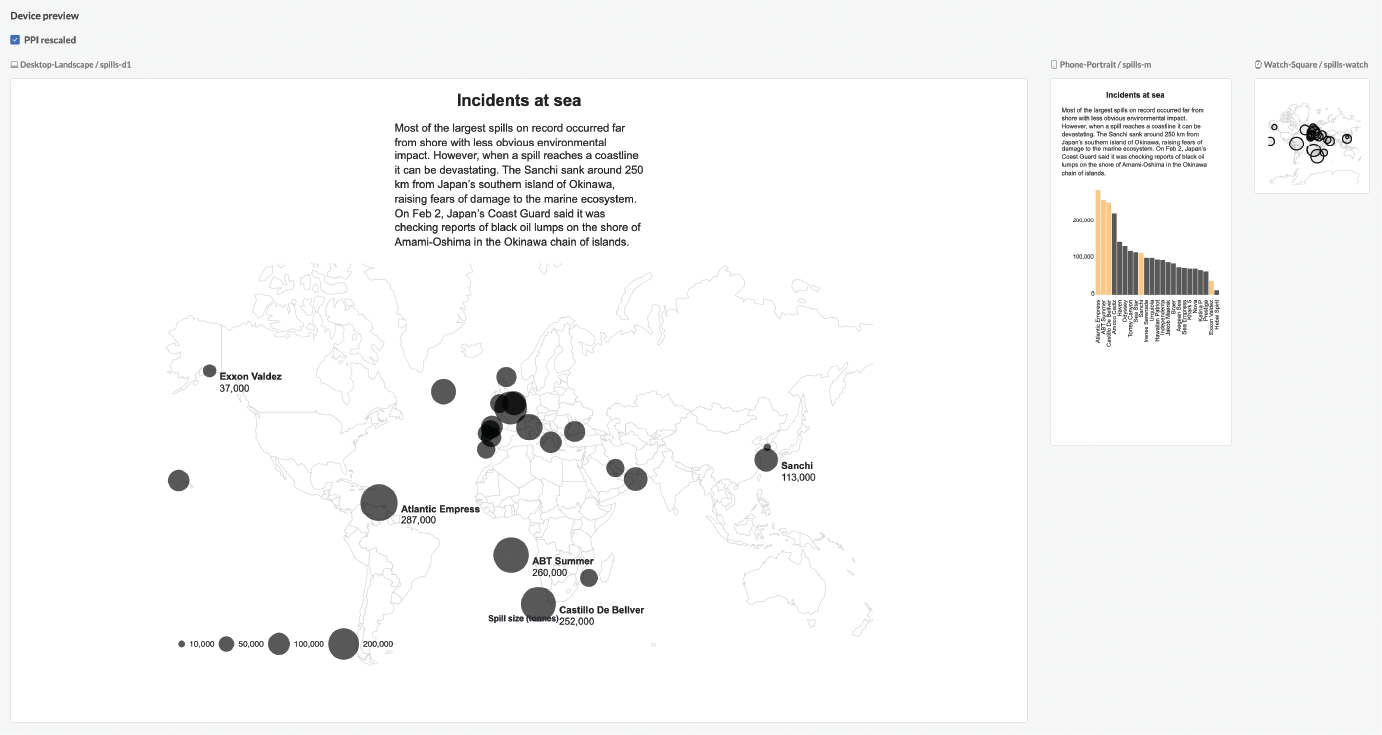 Device preview
PPI rescaled
Desktop-Landscape / spills-d1
Incidents at sea
Most of the largest spills on record occurred far
from shore with less obvious environmental
impact. However, when a spill reaches a coastline
it can be devastating. The Sanchi sank around 250
km from Japan's southern island of Okinawa,
raising fears of damage to the marine ecosystem.
On Feb 2, Japan's Coast Guard said it was
checking reports of black oil lumps on the shore of
Amami-Oshima in the Okinawa chain of islands.
Exxon Valdez
37,000
Sanchi
113,000
Atlantic Empress
287,000
ABT Summer
260,000
Castillo De Bellver
252,000
Spill size (tonnes)
10,000
50,000
100,000
200,000
Phone-Portrait / spills-m
Incidents at sea
Most of the largest spills on record occurred far from
shore with less obvious environmental impact.
However, when a spill reaches a coastline it can be
devastating. The Sanchi sank around 250 km from
Japan's southern island of Okinawa, raising fears of
damage to the marine ecosystem. On Feb 2, Japan's
Coast Guard said it was checking reports of black oil
lumps on the shore of Amami-Oshima in the Okinawa
chain of islands.
200,000
100,000
0
Atlantic Empress
ABT Summer
Castillo De Bellver
Amoco Cadiz
Haven
Odyssey
Torrey Canyon
Sea Star
Sanchi
Irenes Serenade
Urquiola
Hawaiian Patriot
Independenta
Jakob Maersk
Braer
Aegean Sea
Sea Empress
Khark 5
Nova
Katina P
Prestige
Exxon Valdez
Hebei Spirit
Watch-Square / spills-watch